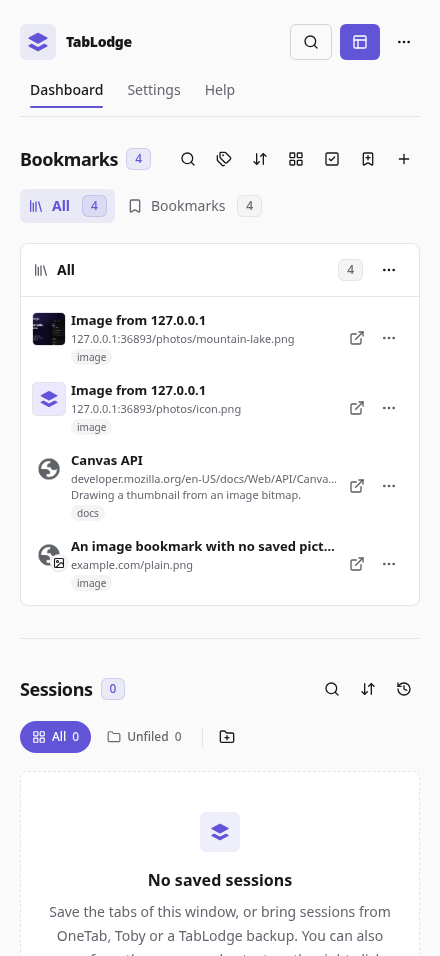 TabLodge
Dashboard Settings Help
Bookmarks 4
All 4 Bookmarks 4
All 4
Image from 127.0.0.1
127.0.0.1:36893/photos/mountain-lake.png
image
Image from 127.0.0.1
127.0.0.1:36893/photos/icon.png
image
Canvas API
developer.mozilla.org/en-US/docs/Web/API/Canva...
Drawing a thumbnail from an image bitmap.
docs
An image bookmark with no saved pict...
example.com/plain.png
image
Sessions 0
All 0 Unfiled 0
No saved sessions
Save the tabs of this window, or bring sessions from
OneTab, Toby or a TabLodge backup. You can also